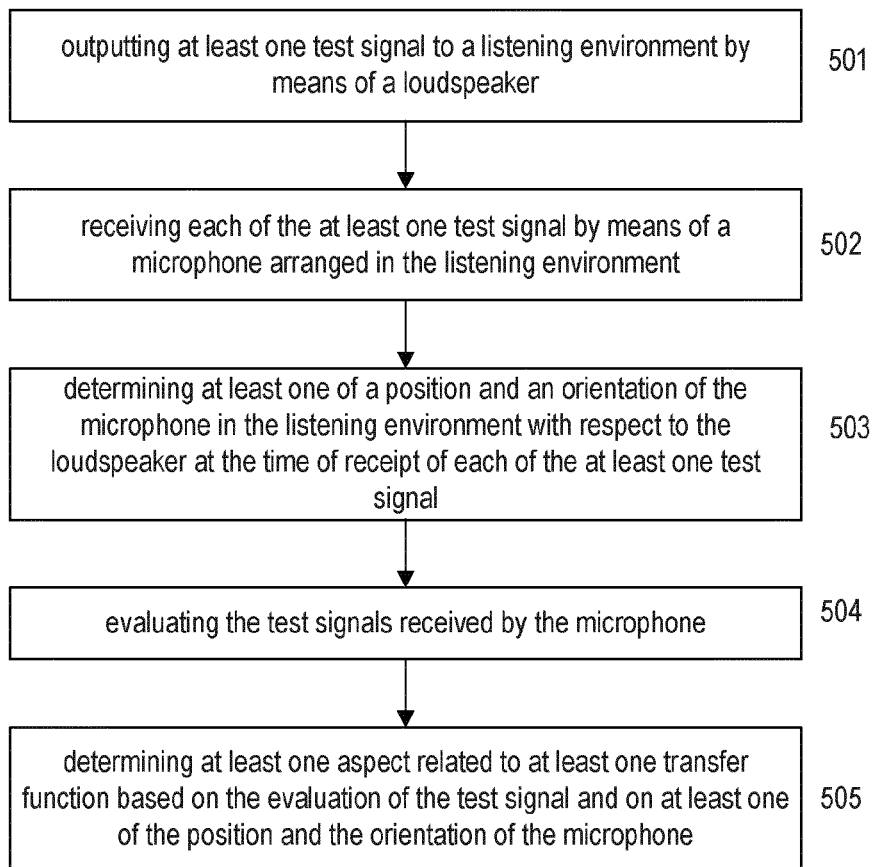 outputting at least one test signal to a listening environment by
means of a loudspeaker
501
receiving each of the at least one test signal by means of a
microphone arranged in the listening environment
502
determining at least one of a position and an orientation of the
microphone in the listening environment with respect to the
loudspeaker at the time of receipt of each of the at least one test
signal
503
evaluating the test signals received by the microphone
504
determining at least one aspect related to at least one transfer
function based on the evaluation of the test signal and on at least one
of the position and the orientation of the microphone
505